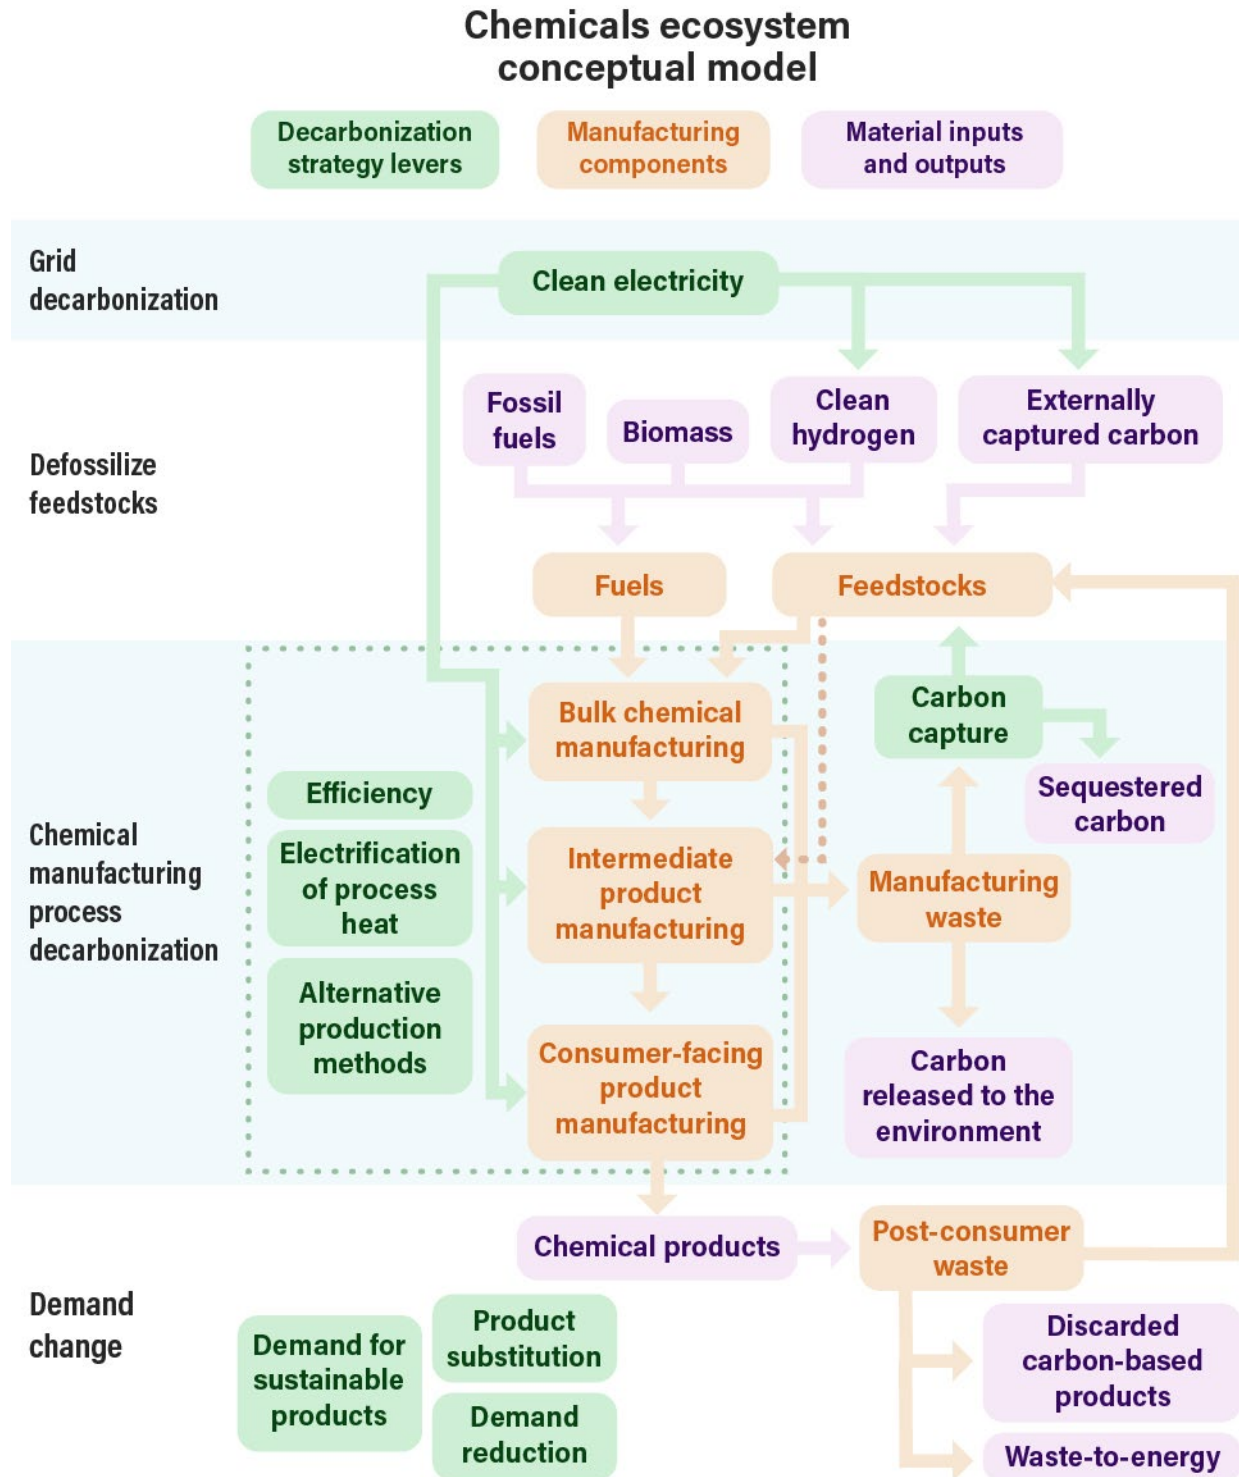 Chemicals ecosystem
conceptual model
Decarbonization
strategy levers
Manufacturing
components
Material inputs
and outputs
Grid
decarbonization
Clean electricity
Defossilize
feedstocks
Fossil
fuels
Biomass
Clean
hydrogen
Externally
captured carbon
Fuels
Feedstocks
Chemical
manufacturing
process
decarbonization
Efficiency
Electrification
of process
heat
Alternative
production
methods
Bulk chemical
manufacturing
Intermediate
product
manufacturing
Consumer-facing
product
manufacturing
Carbon
capture
Sequestered
carbon
Manufacturing
waste
Carbon
released to the
environment
Demand
change
Chemical products
Post-consumer
waste
Demand for
sustainable
products
Product
substitution
Demand
reduction
Discarded
carbon-based
products
Waste-to-energy